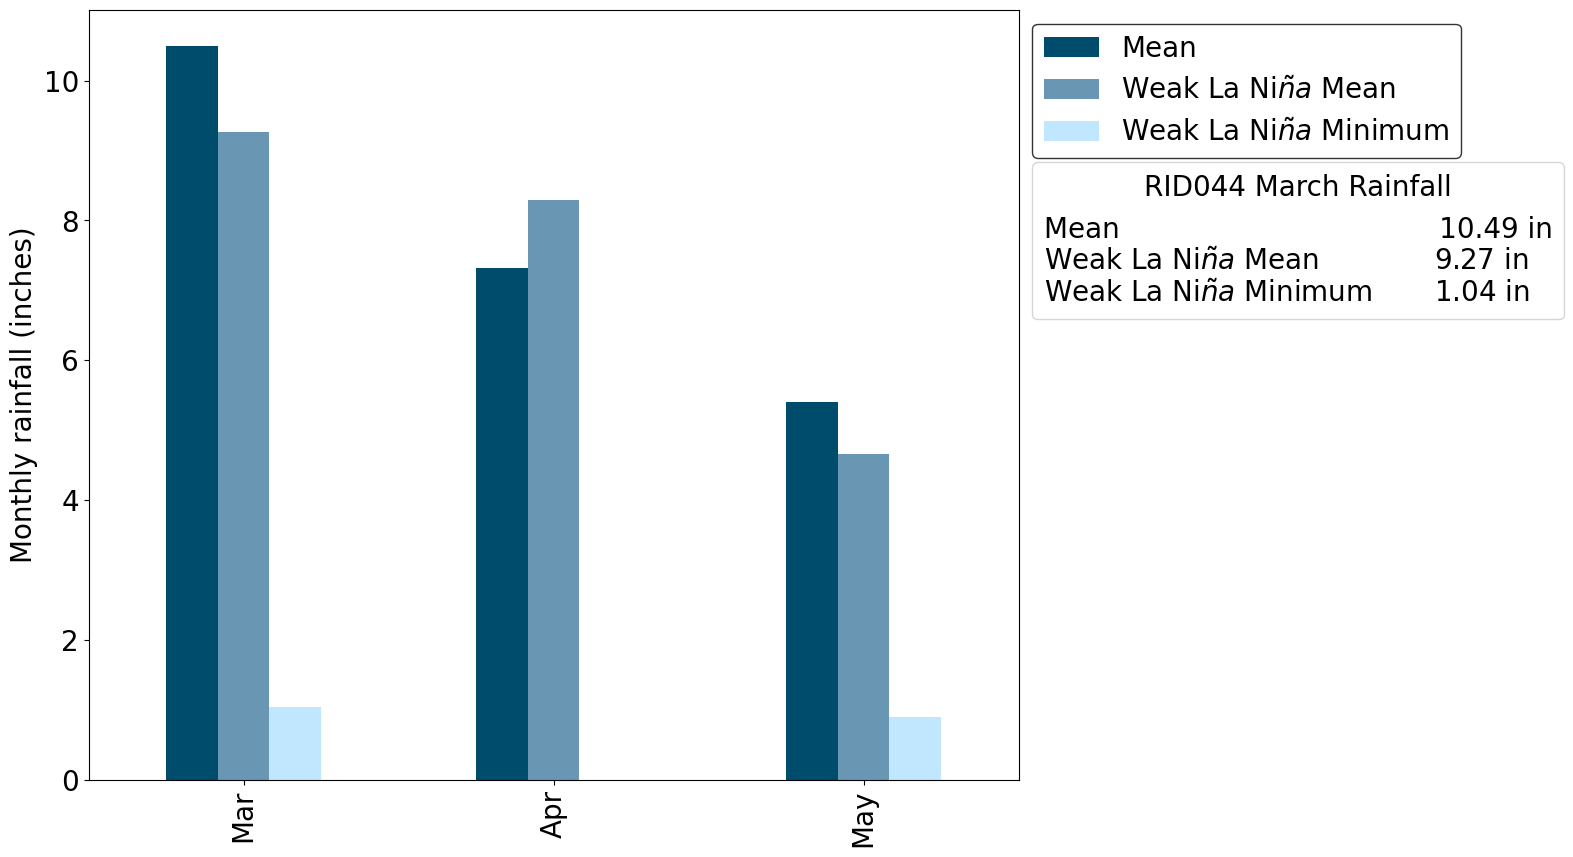 Monthly rainfall (inches)
10
8
6
4
2
0
Mar
Apr
May
Mean
Weak La Niña Mean
Weak La Niña Minimum
RID044 March Rainfall
Mean 10.49 in
Weak La Niña Mean 9.27 in
Weak La Niña Minimum 1.04 in